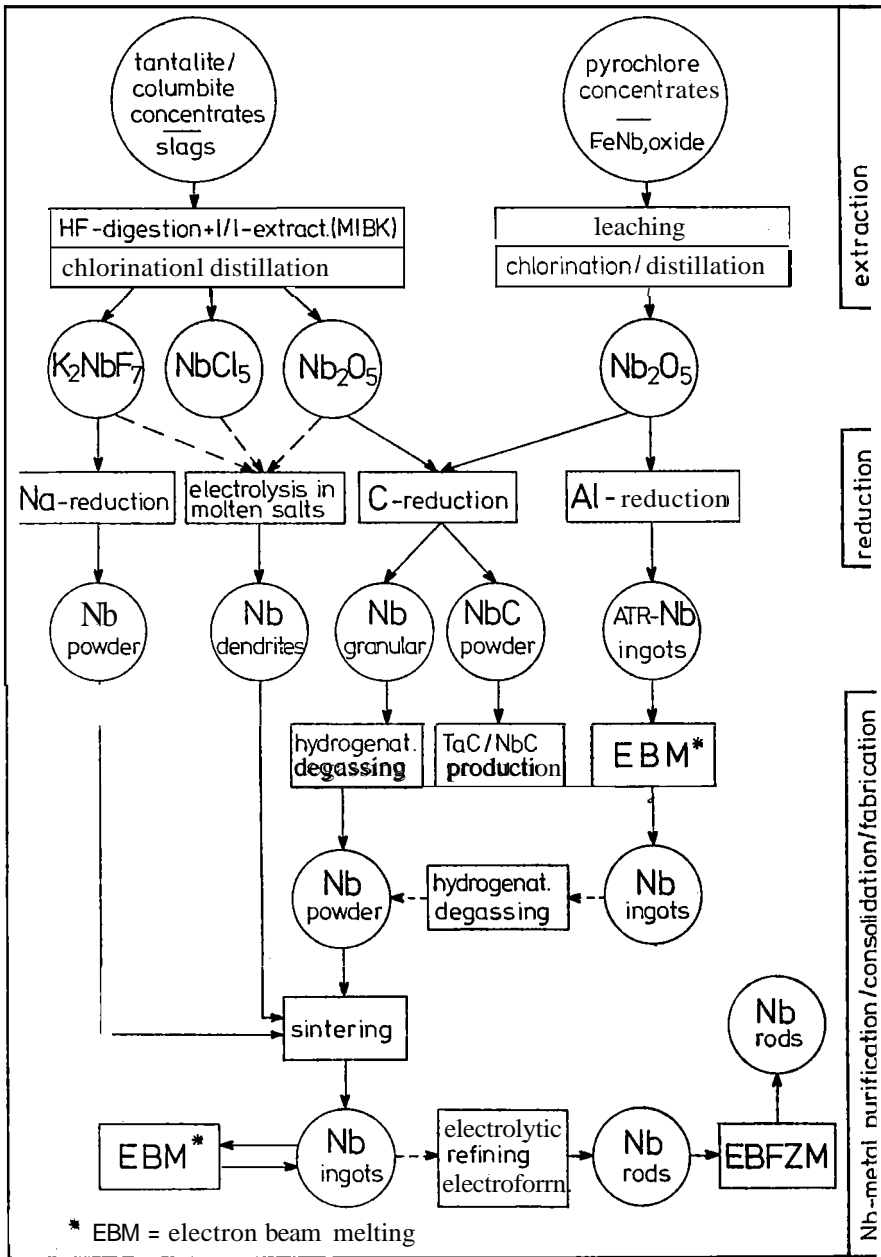 tantalite/
columbite
concentrates
slags
pyrochlore
concentrates
FeNb,oxide
HF-digestion+l/l-extract.(MIBK)
chlorinationl distillation
leaching
chlorination/ distillation
extraction
K₂NbF₇
NbCl₅
Nb₂O₅
Nb₂O₅
Na-reduction
electrolysis in
molten salts
C-reduction
Al-reduction
reduction
Nb
powder
Nb
dendrites
Nb
granular
NbC
powder
ATR-Nb
ingots
hydrogenat.
degassing
TaC/NbC
production
EBM*
Nb
powder
hydrogenat.
degassing
Nb
ingots
sintering
Nb
rods
EBM*
Nb
ingots
electrolytic
refining
electroforrn.
Nb
rods
EBFZM
Nb-metal purification/consolidation/fabrication
* EBM = electron beam melting